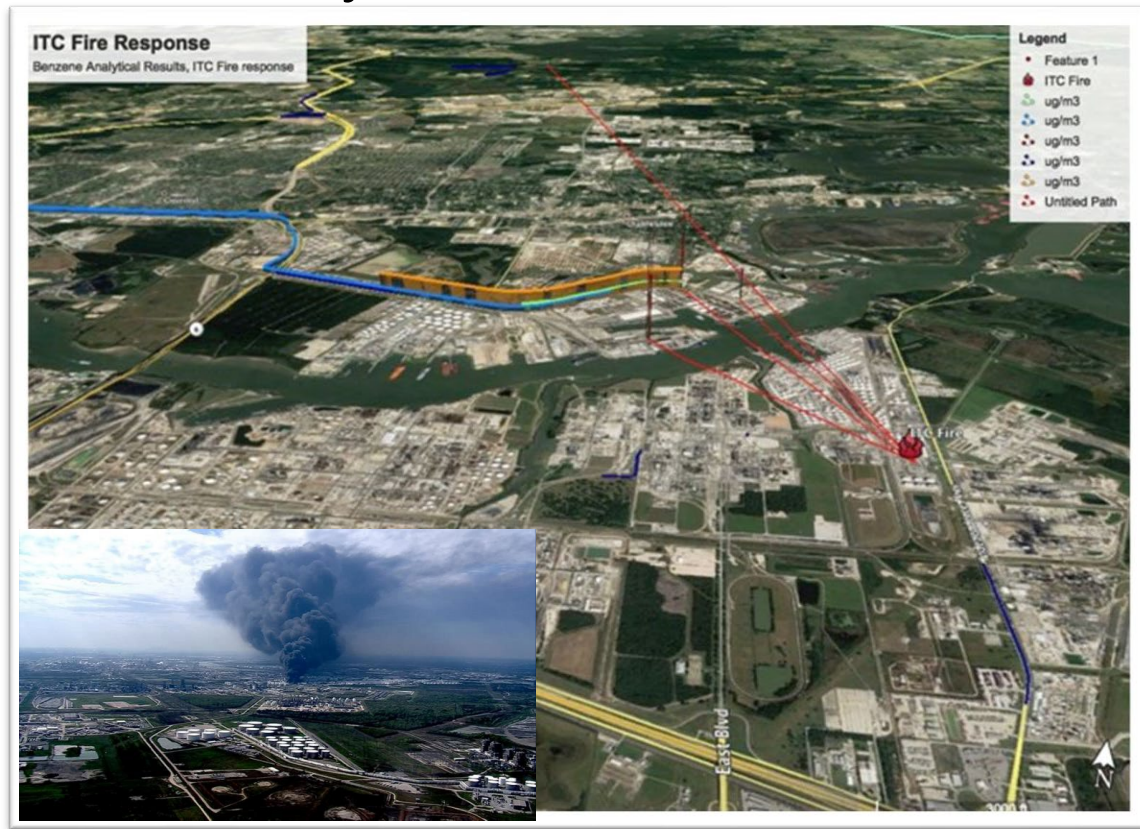 ITC Fire Response
Benzene Analytical Results, ITC Fire response
Legend
Feature 1
ITC Fire
ug/m3
ug/m3
ug/m3
ug/m3
ug/m3
Untitled Path
ITC Fire
East Blvd
N
3000 ft